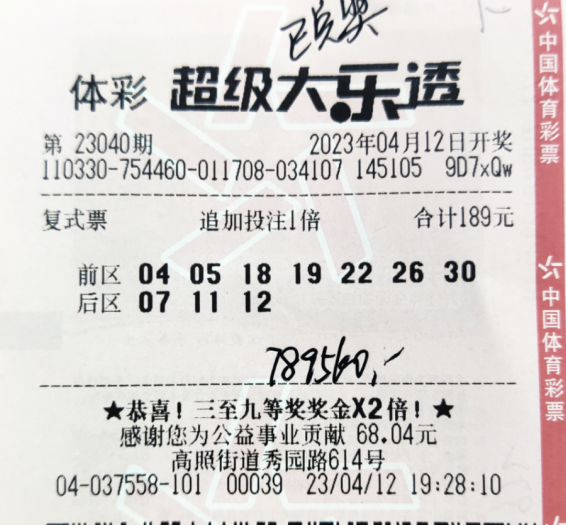 已兑奖
体彩 超级大乐透
第 23040期 2023年04月12日开奖
110330-754460-011708-034107 145105 9D7xQw
复式票 追加投注1倍 合计189元
前区 04 05 18 19 22 26 30
后区 07 11 12
789560,-
★恭喜！三至九等奖奖金X2倍！★
感谢您为公益事业贡献 68.04元
高照街道秀园路614号
04-037558-101 00039 23/04/12 19:28:10
中国体育彩票
中国体育彩票